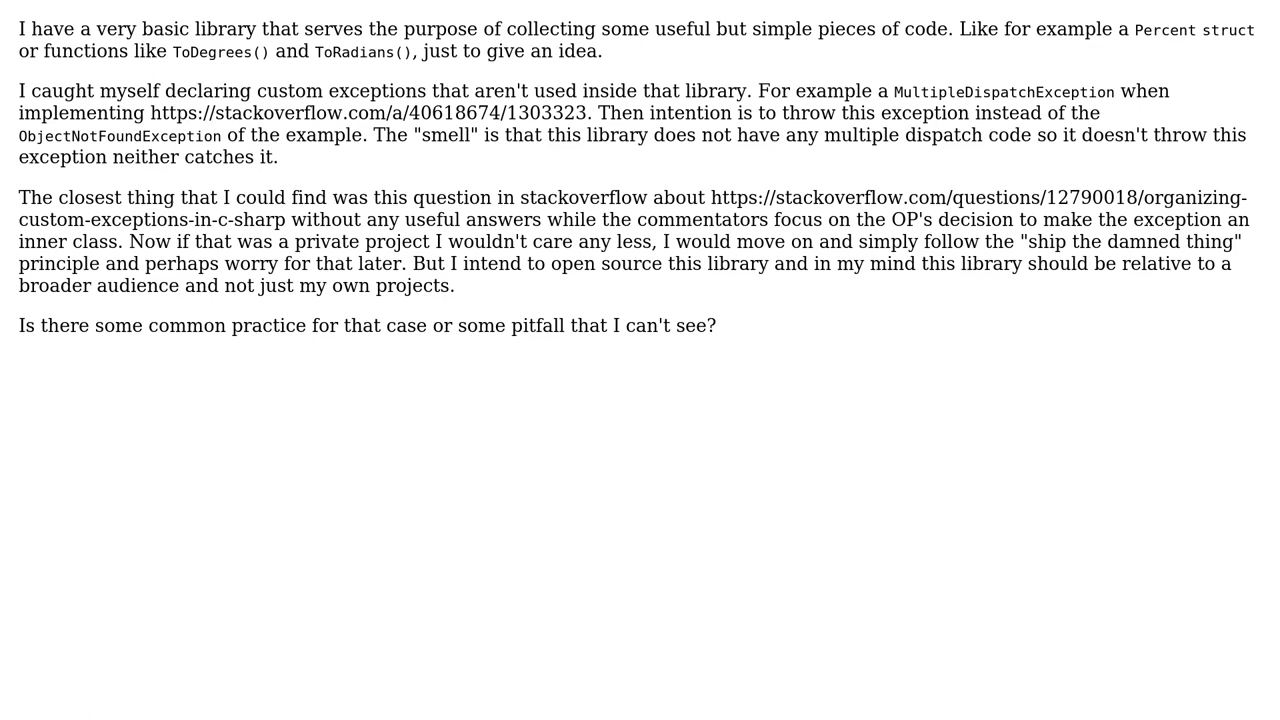 I have a very basic library that serves the purpose of collecting some useful but simple pieces of code. Like for example a Percent struct
or functions like ToDegrees() and ToRadians(), just to give an idea.
I caught myself declaring custom exceptions that aren't used inside that library. For example a MultipleDispatchException when
implementing https://stackoverflow.com/a/40618674/1303323. Then intention is to throw this exception instead of the
ObjectNotFoundException of the example. The "smell" is that this library does not have any multiple dispatch code so it doesn't throw this
exception neither catches it.
The closest thing that I could find was this question in stackoverflow about https://stackoverflow.com/questions/12790018/organizing-
custom-exceptions-in-c-sharp without any useful answers while the commentators focus on the OP's decision to make the exception an
inner class. Now if that was a private project I wouldn't care any less, I would move on and simply follow the "ship the damned thing"
principle and perhaps worry for that later. But I intend to open source this library and in my mind this library should be relative to a
broader audience and not just my own projects.
Is there some common practice for that case or some pitfall that I can't see?